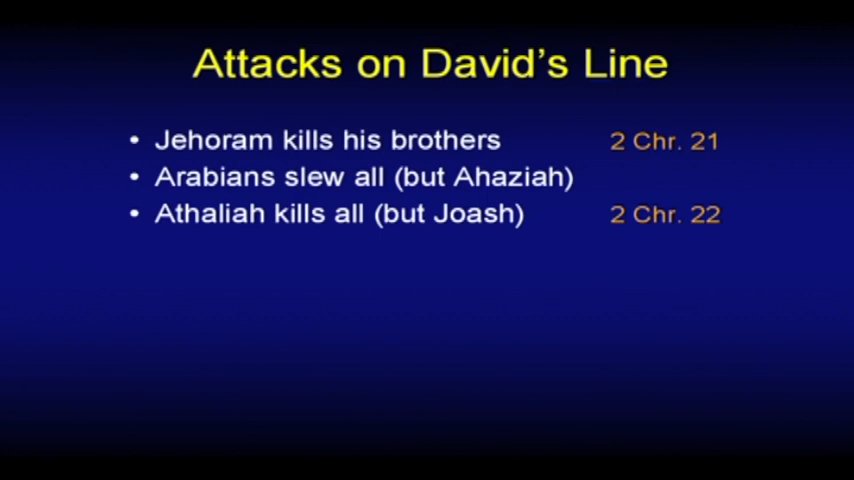 Attacks on David's Line
• Jehoram kills his brothers 2 Chr. 21
• Arabians slew all (but Ahaziah)
• Athaliah kills all (but Joash) 2 Chr. 22